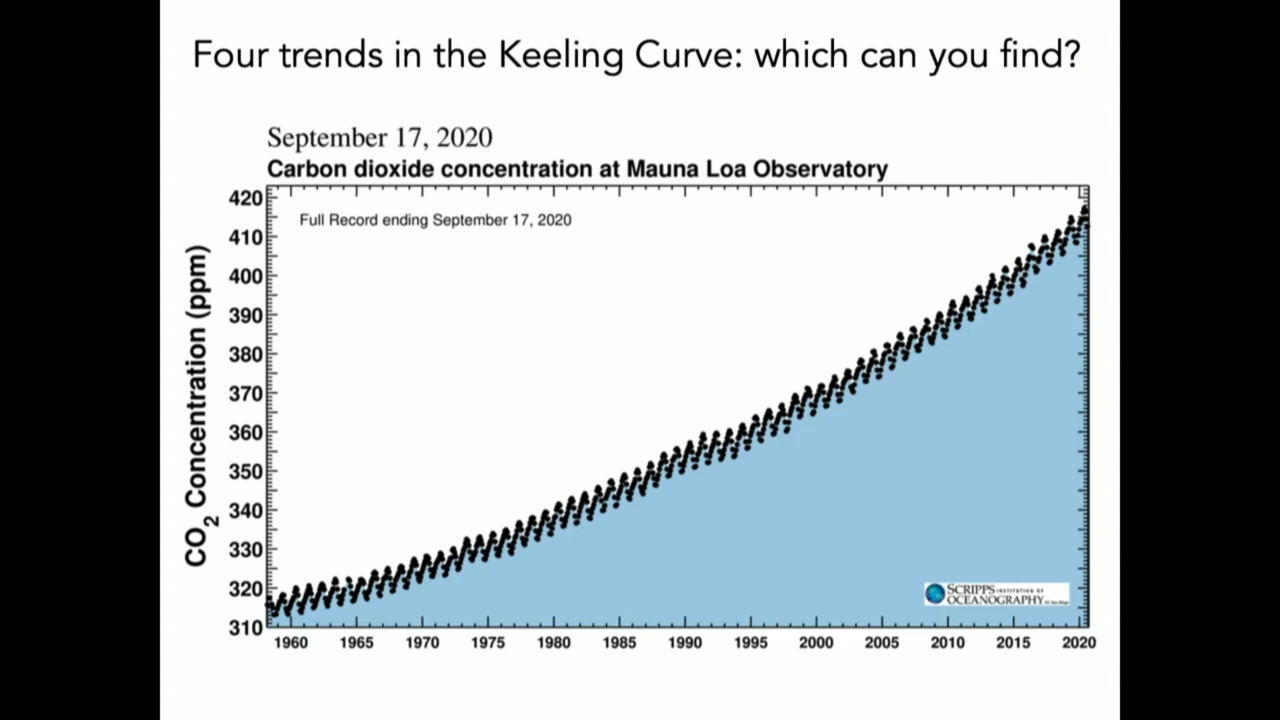 Four trends in the Keeling Curve: which can you find?
September 17, 2020
Carbon dioxide concentration at Mauna Loa Observatory
Full Record ending September 17, 2020
CO2 Concentration (ppm)
420
410
400
390
380
370
360
350
340
330
320
310
1960 1965 1970 1975 1980 1985 1990 1995 2000 2005 2010 2015 2020
SCRIPPS INSTITUTION OF
OCEANOGRAPHY